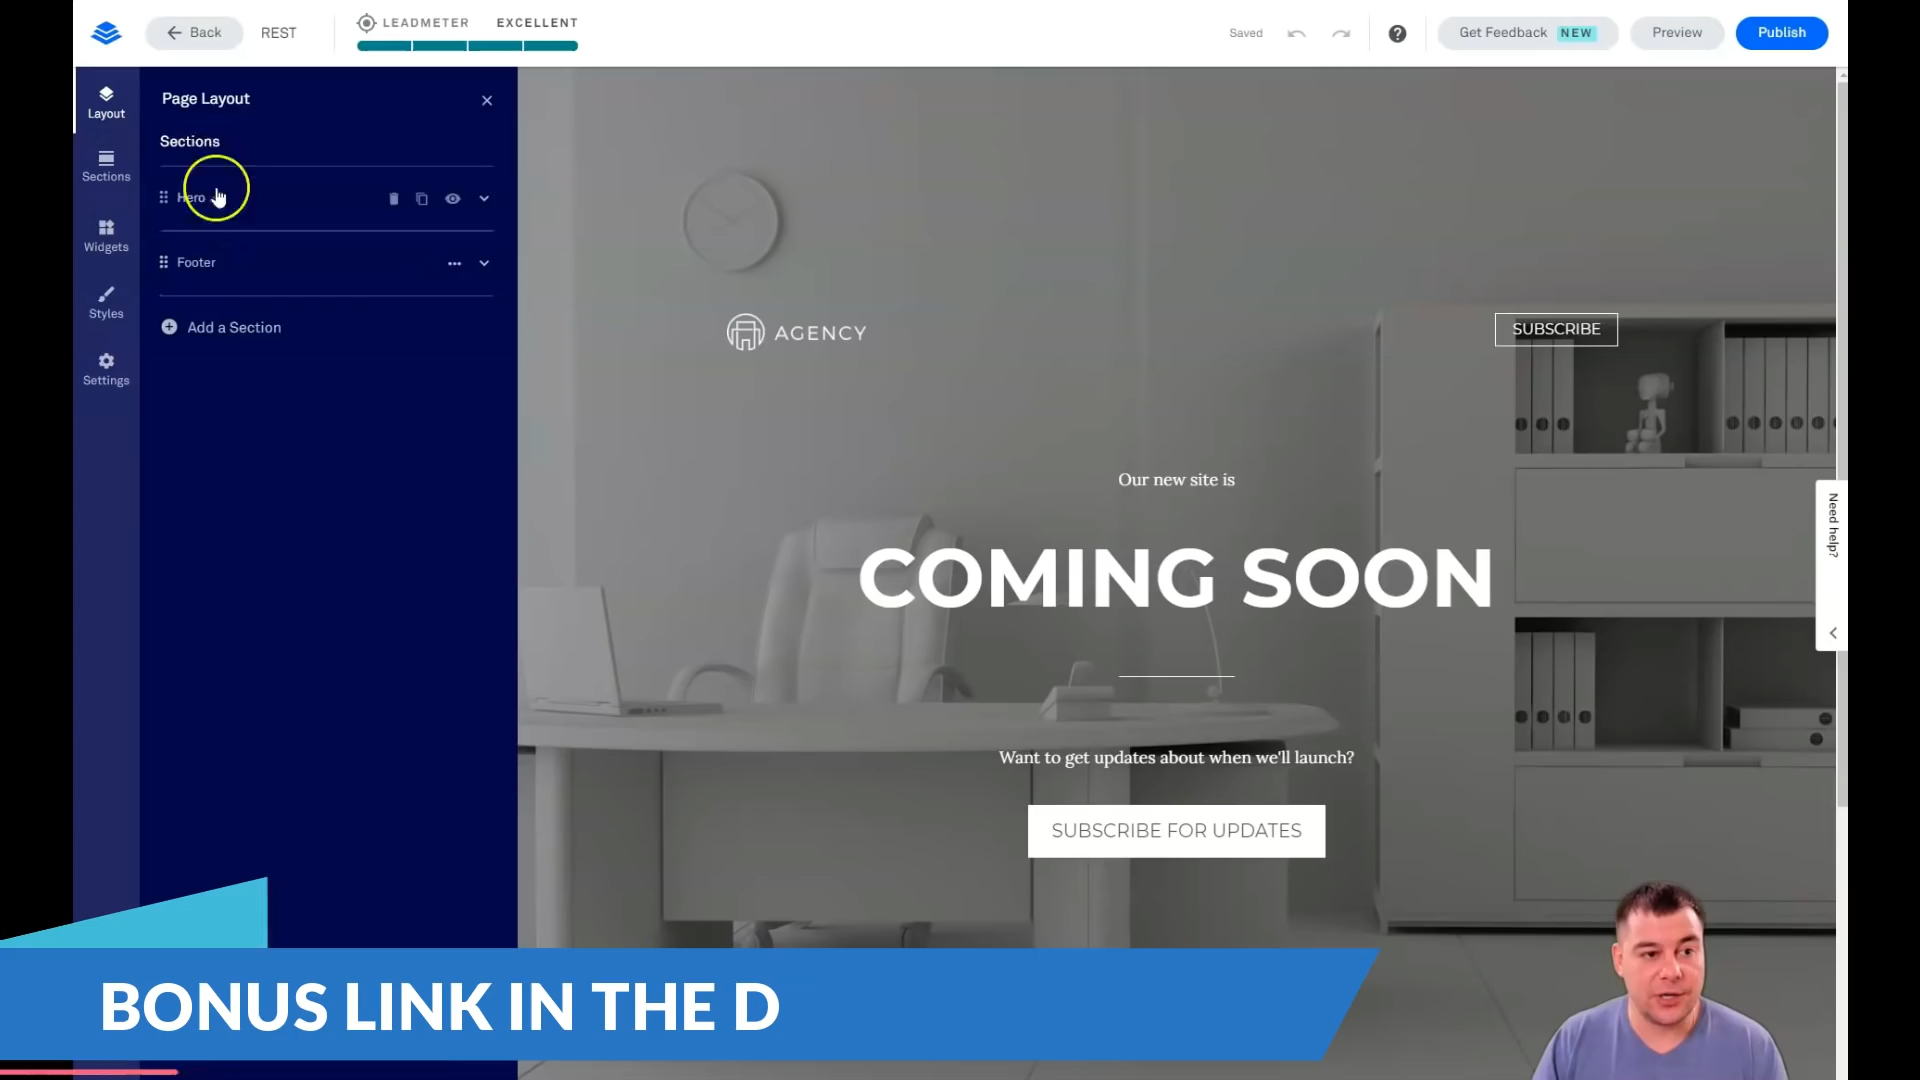 Back
REST
LEADMETER EXCELLENT
Saved
Get Feedback NEW
Preview
Publish
Layout
Sections
Widgets
Styles
Settings
Page Layout
Sections
Hero
Footer
Add a Section
AGENCY
SUBSCRIBE
Our new site is
COMING SOON
Want to get updates about when we'll launch?
SUBSCRIBE FOR UPDATES
Need help?
BONUS LINK IN THE D